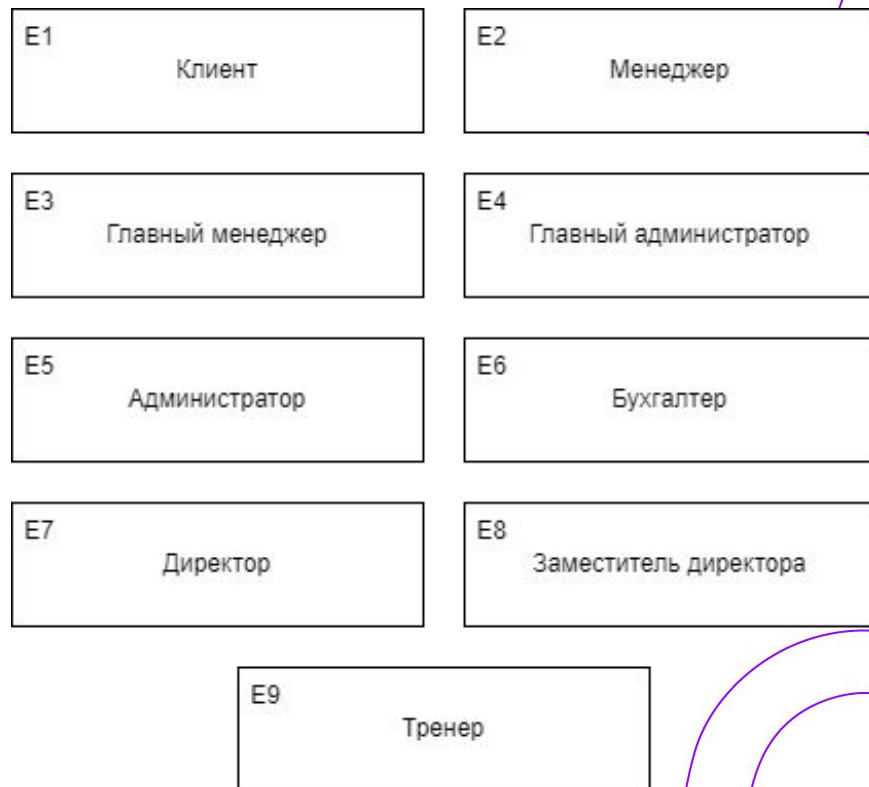 E1
Клиент
E2
Менеджер
E3
Главный менеджер
E4
Главный администратор
E5
Администратор
E6
Бухгалтер
E7
Директор
E8
Заместитель директора
E9
Тренер